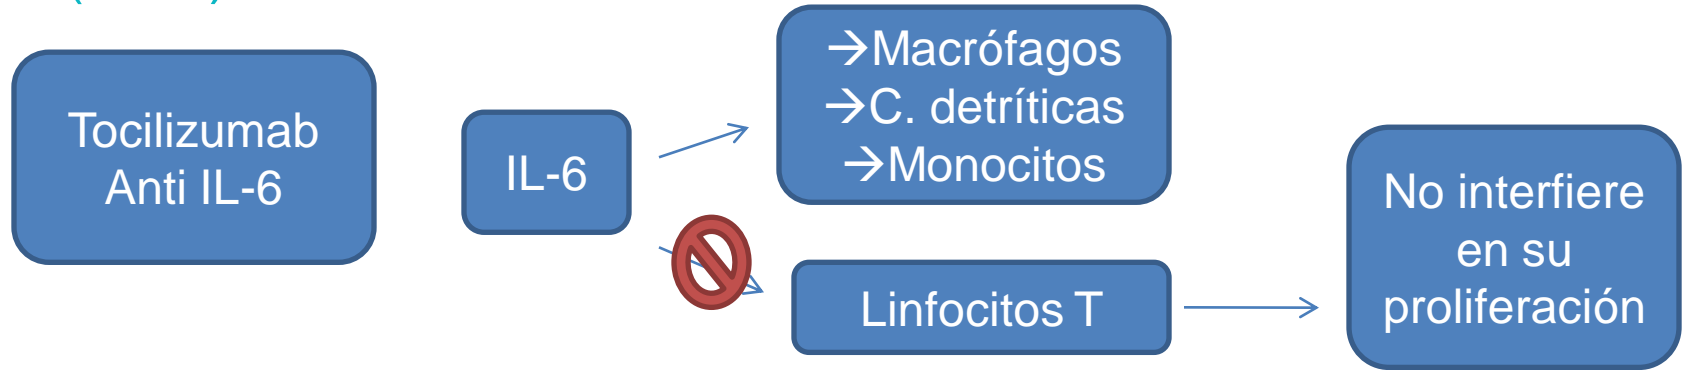 Tocilizumab
Anti IL-6
IL-6
→Macrófagos
→C. detríticas
→Monocitos
Linfocitos T
No interfiere
en su
proliferación